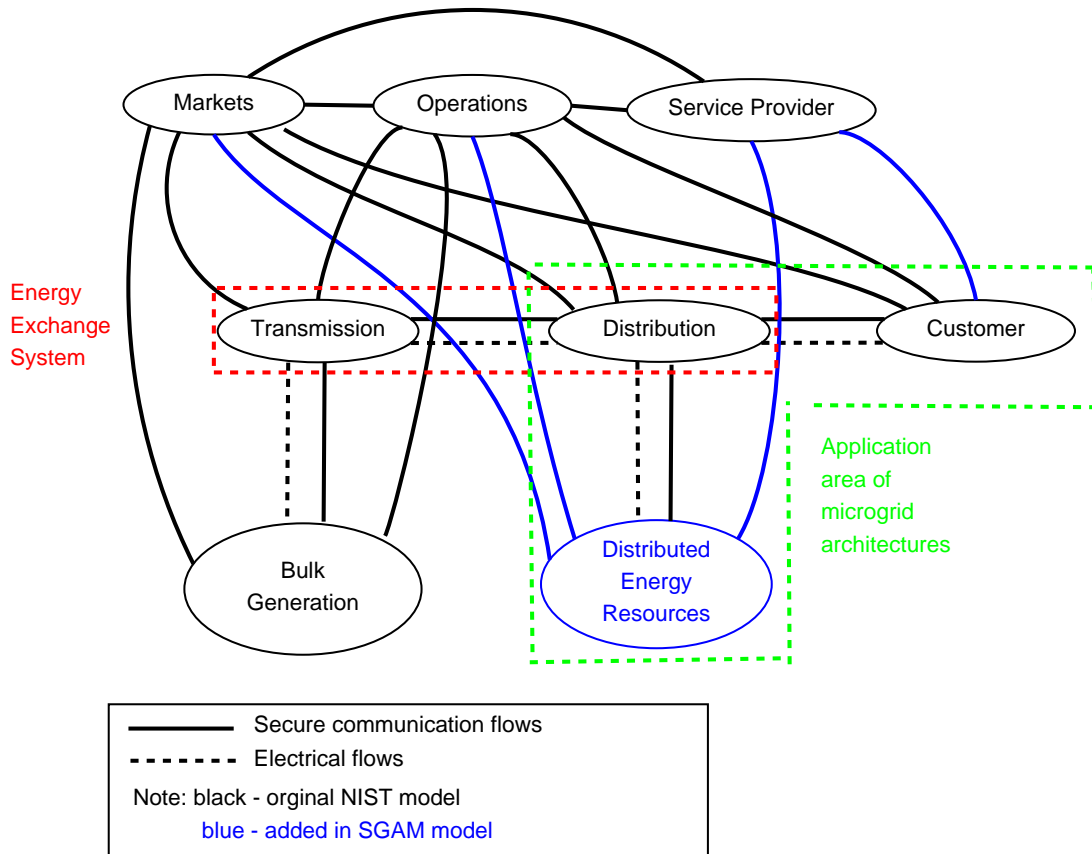 Markets
Operations
Service Provider
Energy
Exchange
System
Transmission
Distribution
Customer
Application
area of
microgrid
architectures
Bulk
Generation
Distributed
Energy
Resources
Secure communication flows
Electrical flows
Note: black - orginal NIST model
blue - added in SGAM model